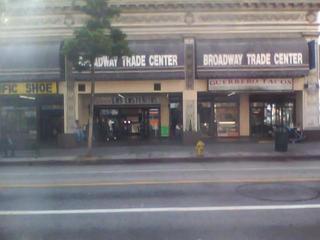 BROADWAY TRADE CENTER
BROADWAY TRADE CENTER
GUERRERO TACOS
FIC SHOE